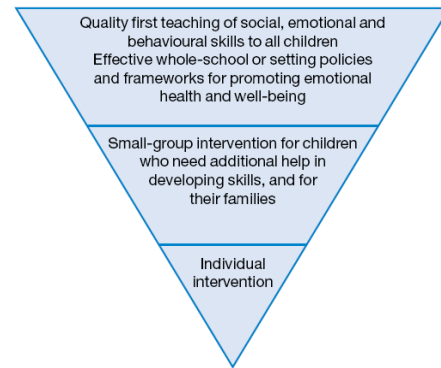 Quality first teaching of social, emotional and
behavioural skills to all children
Effective whole-school or setting policies
and frameworks for promoting emotional
health and well-being
Small-group intervention for children
who need additional help in
developing skills, and for
their families
Individual
intervention